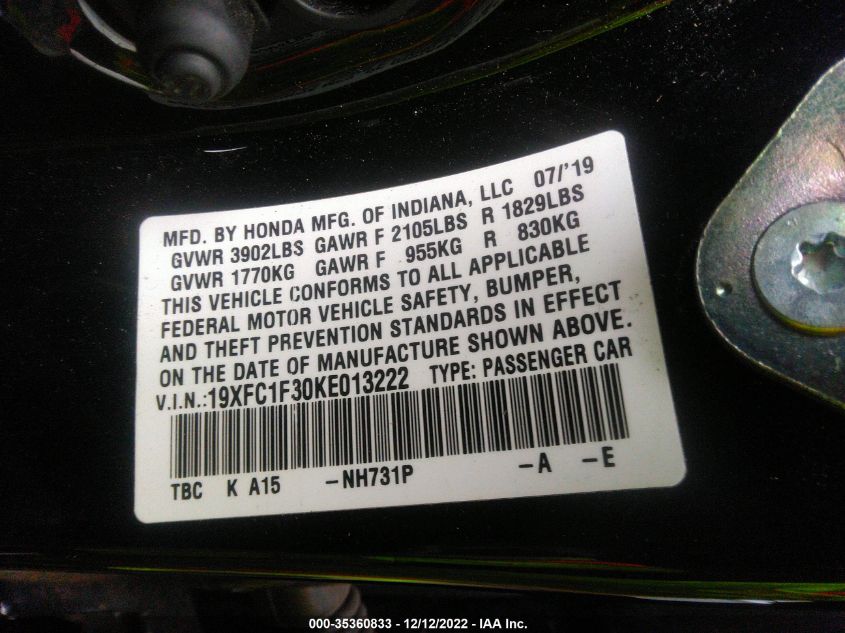 MFD. BY HONDA MFG. OF INDIANA, LLC 07/'19
GVWR 3902LBS GAWR F 2105LBS R 1829LBS
GVWR 1770KG GAWR F 955KG R 830KG
THIS VEHICLE CONFORMS TO ALL APPLICABLE
FEDERAL MOTOR VEHICLE SAFETY, BUMPER,
AND THEFT PREVENTION STANDARDS IN EFFECT
ON THE DATE OF MANUFACTURE SHOWN ABOVE.
V.I.N.:19XFC1F30KE013222 TYPE: PASSENGER CAR
TBC K A15 -NH731P -A -E
000-35360833 - 12/12/2022 - IAA Inc.